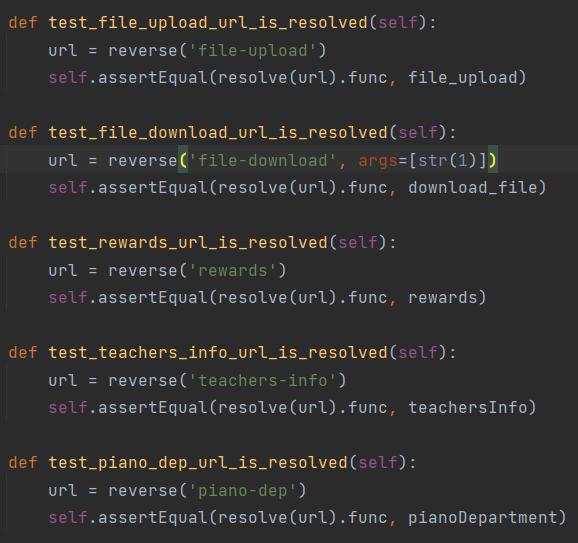 def test_file_upload_url_is_resolved(self):
    url = reverse('file-upload')
    self.assertEqual(resolve(url).func, file_upload)

def test_file_download_url_is_resolved(self):
    url = reverse('file-download', args=[str(1)])
    self.assertEqual(resolve(url).func, download_file)

def test_rewards_url_is_resolved(self):
    url = reverse('rewards')
    self.assertEqual(resolve(url).func, rewards)

def test_teachers_info_url_is_resolved(self):
    url = reverse('teachers-info')
    self.assertEqual(resolve(url).func, teachersInfo)

def test_piano_dep_url_is_resolved(self):
    url = reverse('piano-dep')
    self.assertEqual(resolve(url).func, pianoDepartment)